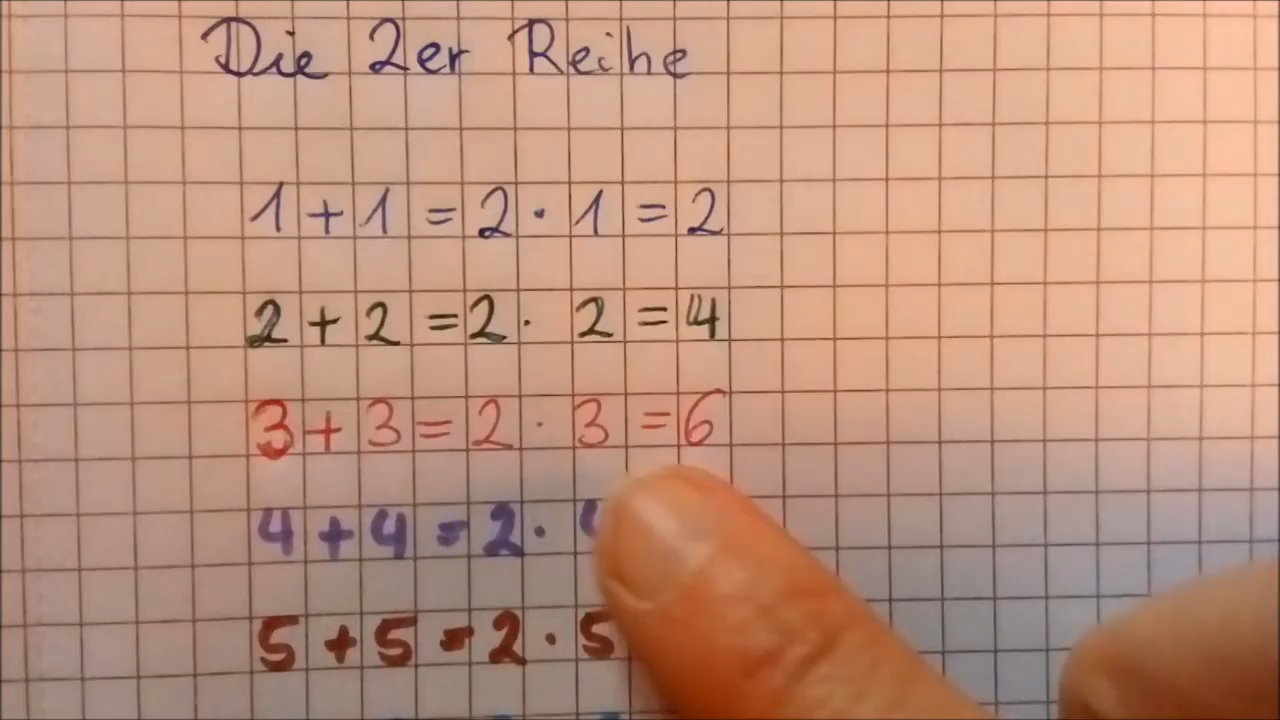 Die 2er Reihe
1 + 1 = 2 · 1 = 2
2 + 2 = 2 · 2 = 4
3 + 3 = 2 · 3 = 6
4 + 4 = 2 ·
5 + 5 = 2 · 5